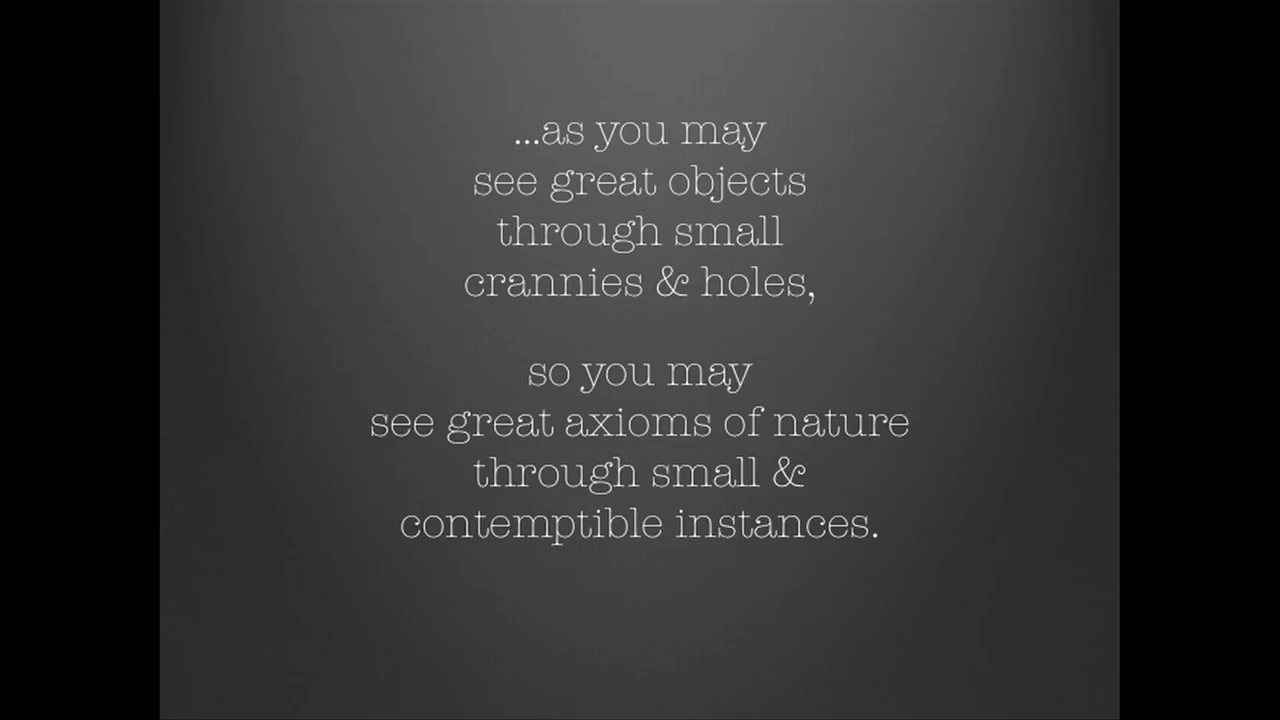 ...as you may
see great objects
through small
crannies & holes,
so you may
see great axioms of nature
through small &
contemptible instances.